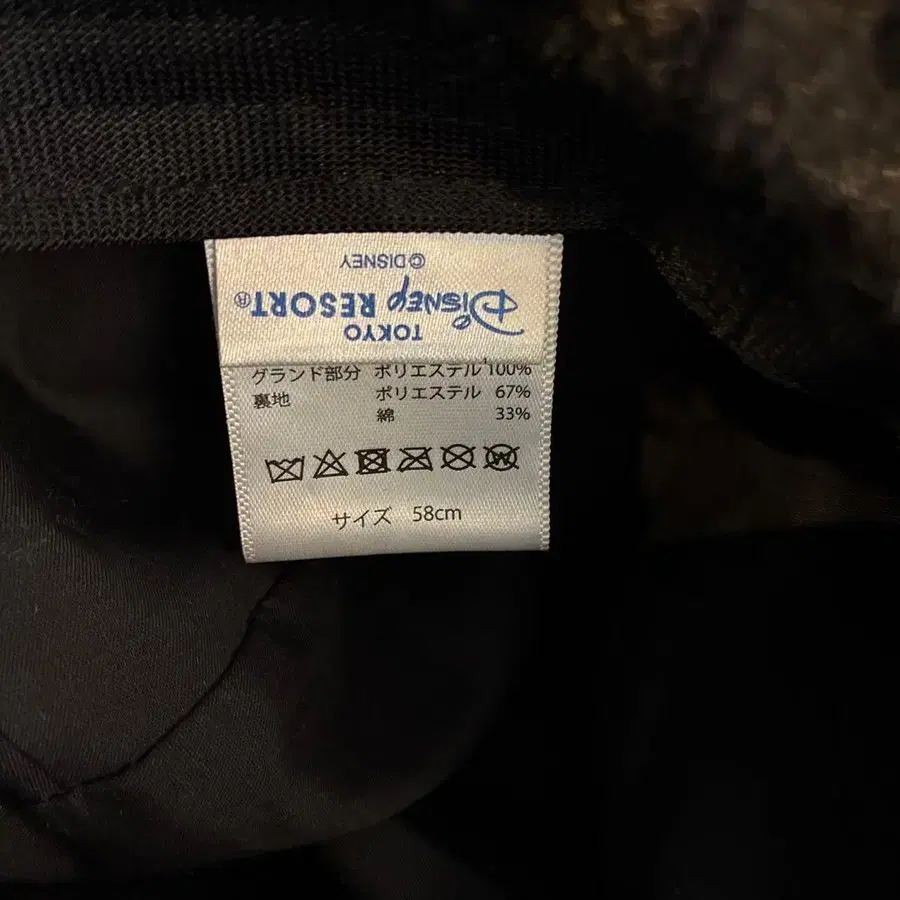 ©DISNEY
Disney RESORT®
TOKYO
グランド部分 ポリエステル 100%
裏地 ポリエステル 67%
綿 33%
サイズ 58cm